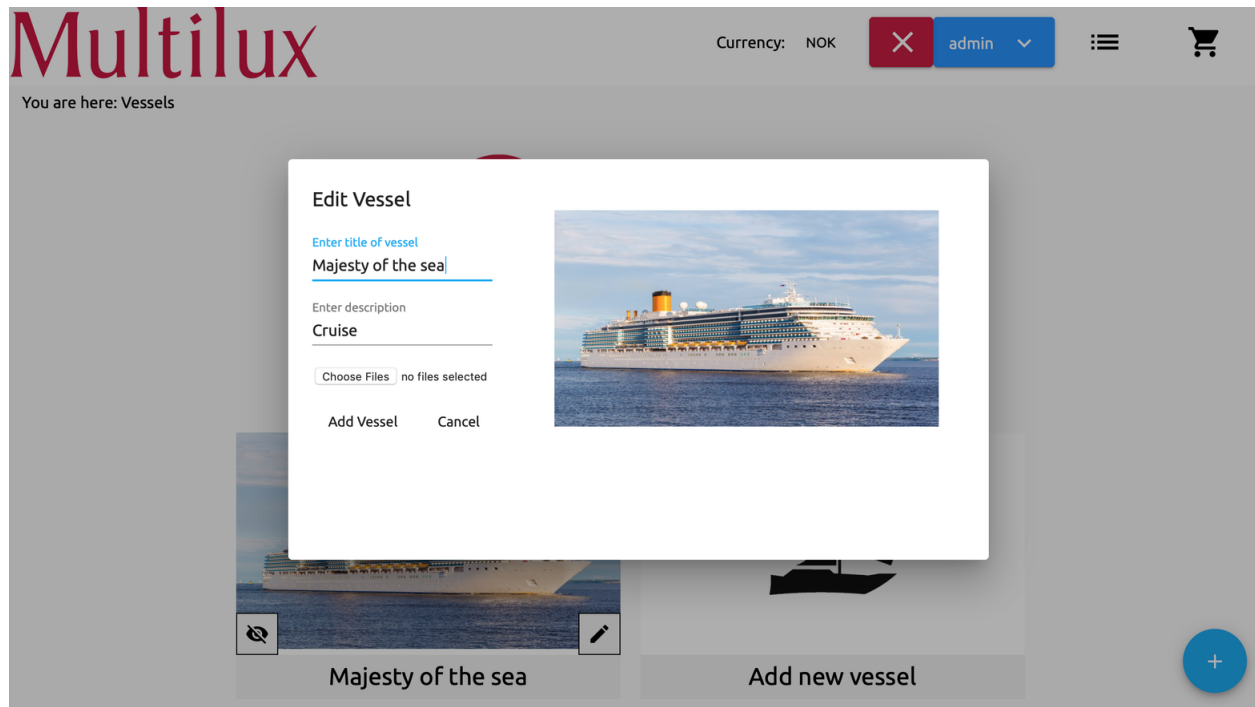 Multilux
Currency: NOK
admin
You are here: Vessels
Edit Vessel
Enter title of vessel
Majesty of the sea
Enter description
Cruise
Choose Files no files selected
Add Vessel Cancel
Majesty of the sea
Add new vessel